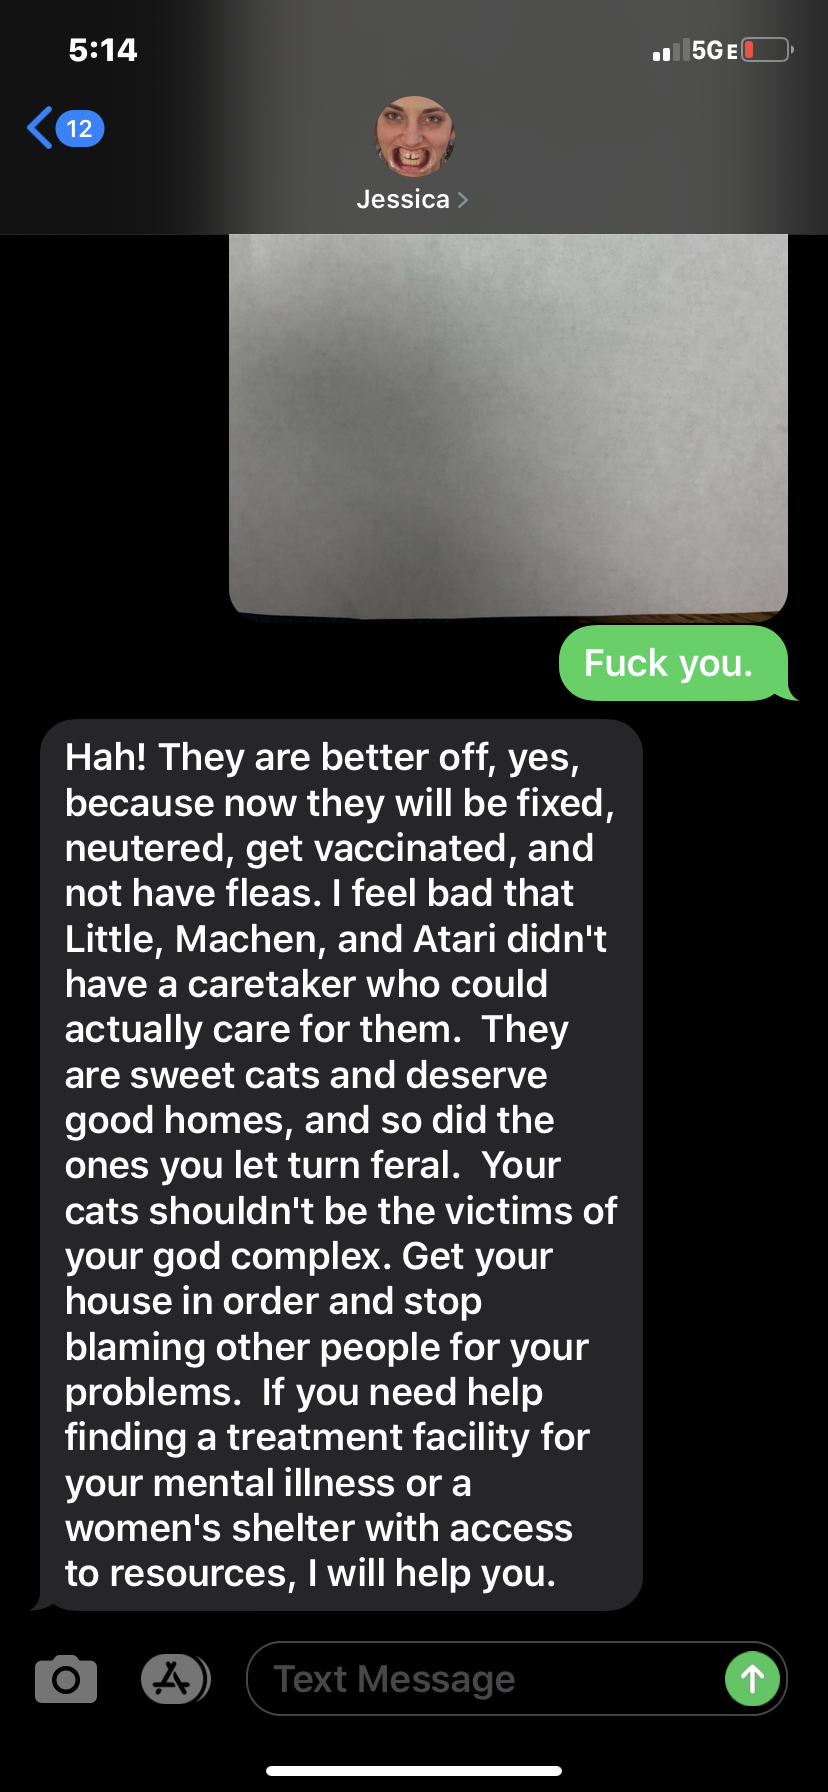 5:14
5GE
12
Jessica
Fuck you.
Hah! They are better off, yes,
because now they will be fixed,
neutered, get vaccinated, and
not have fleas. I feel bad that
Little, Machen, and Atari didn't
have a caretaker who could
actually care for them.  They
are sweet cats and deserve
good homes, and so did the
ones you let turn feral.  Your
cats shouldn't be the victims of
your god complex. Get your
house in order and stop
blaming other people for your
problems.  If you need help
finding a treatment facility for
your mental illness or a
women's shelter with access
to resources, I will help you.
Text Message